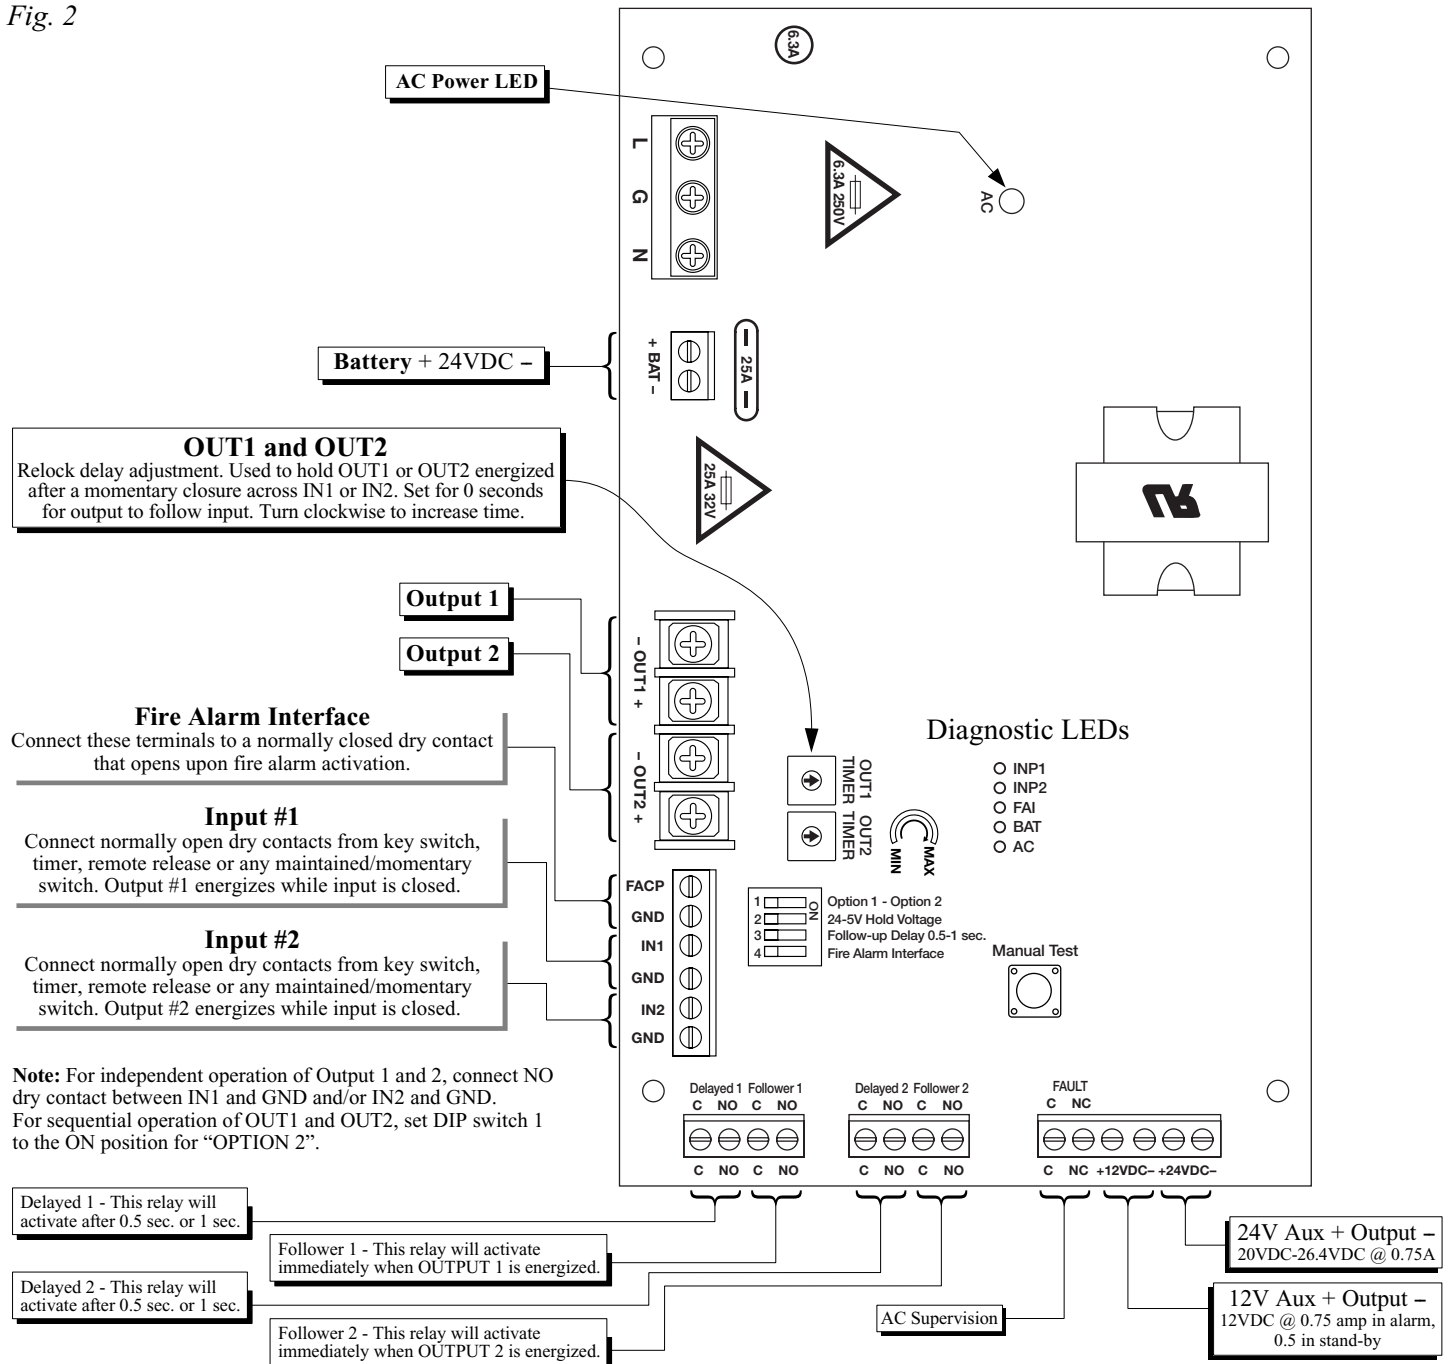 Fig. 2
6.3A
AC Power LED
L
G
N
6.3A 250V
AC
Battery + 24VDC –
+ BAT –
25A
OUT1 and OUT2
Relock delay adjustment. Used to hold OUT1 or OUT2 energized
after a momentary closure across IN1 or IN2. Set for 0 seconds
for output to follow input. Turn clockwise to increase time.
25A 32V
Output 1
Output 2
– OUT1 +
– OUT2 +
Fire Alarm Interface
Connect these terminals to a normally closed dry contact
that opens upon fire alarm activation.
Input #1
Connect normally open dry contacts from key switch,
timer, remote release or any maintained/momentary
switch. Output #1 energizes while input is closed.
Input #2
Connect normally open dry contacts from key switch,
timer, remote release or any maintained/momentary
switch. Output #2 energizes while input is closed.
OUT1
TIMER
OUT2
TIMER
MIN
MAX
Diagnostic LEDs
INP1
INP2
FAI
BAT
AC
FACP
GND
IN1
GND
IN2
GND
ON
1 Option 1 - Option 2
2 24-5V Hold Voltage
3 Follow-up Delay 0.5-1 sec.
4 Fire Alarm Interface
Manual Test
Note: For independent operation of Output 1 and 2, connect NO
dry contact between IN1 and GND and/or IN2 and GND.
For sequential operation of OUT1 and OUT2, set DIP switch 1
to the ON position for “OPTION 2”.
Delayed 1 Follower 1
C NO C NO
C NO C NO
Delayed 2 Follower 2
C NO C NO
C NO C NO
FAULT
C NC
C NC +12VDC– +24VDC–
Delayed 1 - This relay will
activate after 0.5 sec. or 1 sec.
Follower 1 - This relay will activate
immediately when OUTPUT 1 is energized.
Delayed 2 - This relay will
activate after 0.5 sec. or 1 sec.
Follower 2 - This relay will activate
immediately when OUTPUT 2 is energized.
AC Supervision
24V Aux + Output –
20VDC-26.4VDC @ 0.75A
12V Aux + Output –
12VDC @ 0.75 amp in alarm,
0.5 in stand-by